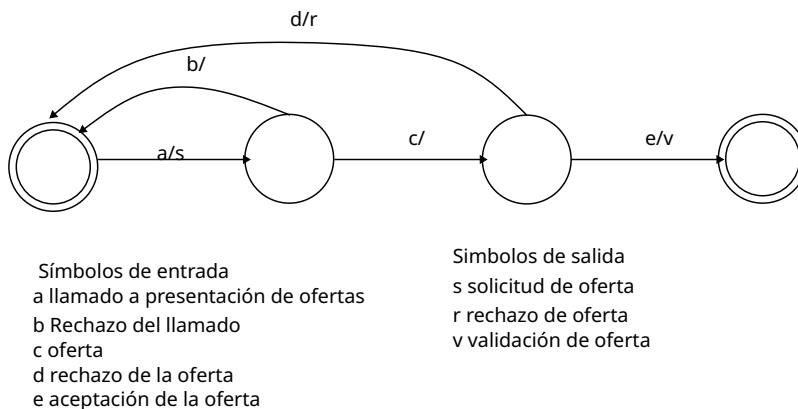 d/r
b/
a/s
c/
e/v
Símbolos de entrada
a llamado a presentación de ofertas
b Rechazo del llamado
c oferta
d rechazo de la oferta
e aceptación de la oferta
Simbolos de salida
s solicitud de oferta
r rechazo de oferta
v validación de oferta